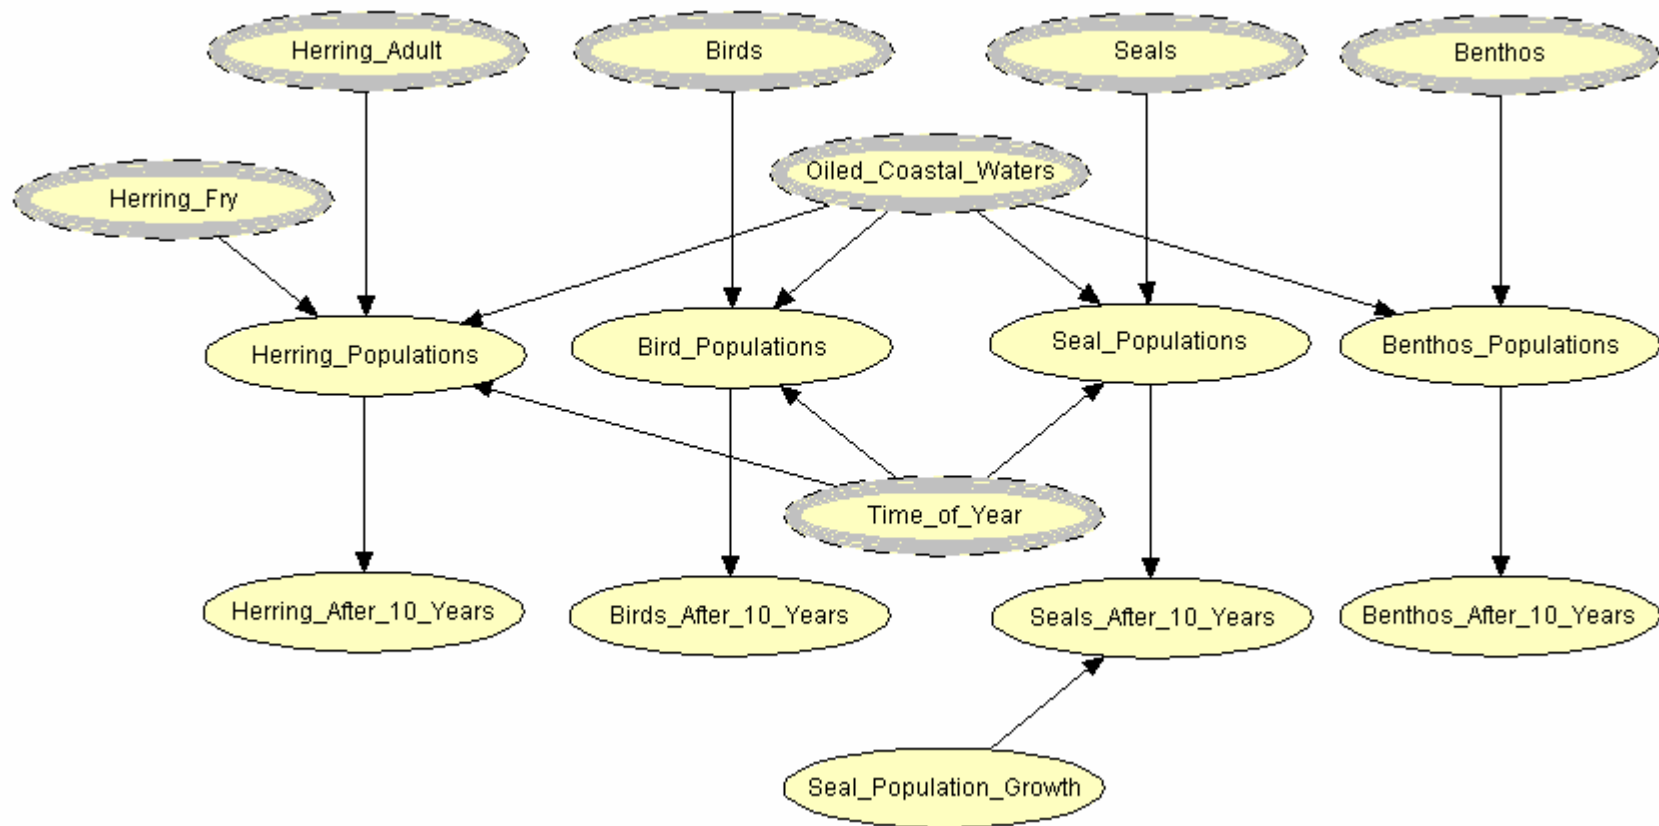 Herring_Adult
Birds
Seals
Benthos
Oiled_Coastal_Waters
Herring_Fry
Herring_Populations
Bird_Populations
Seal_Populations
Benthos_Populations
Time_of_Year
Herring_After_10_Years
Birds_After_10_Years
Seals_After_10_Years
Benthos_After_10_Years
Seal_Population_Growth